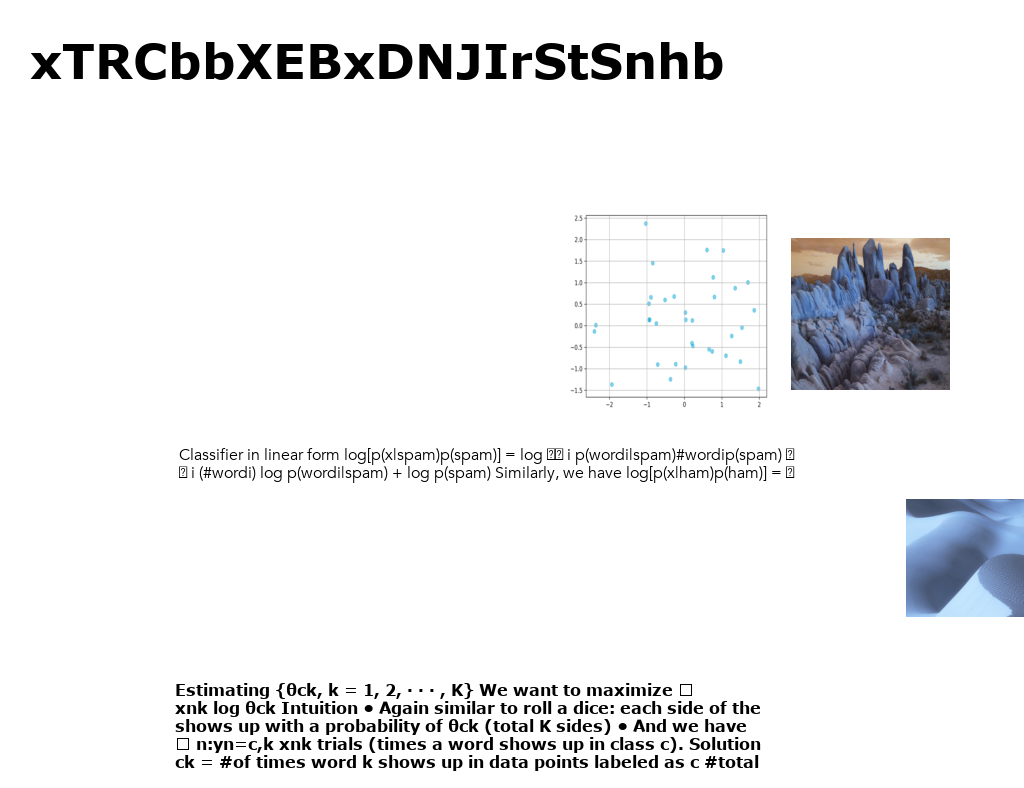 xTRCbbXEBxDNJIrStSnhb
2.5
2.0
1.5
1.0
0.5
0.0
−0.5
−1.0
−1.5
−2 −1 0 1 2
Classifier in linear form log[p(xlspam)p(spam)] = log i p(wordilspam)#wordip(spam)
i (#wordi) log p(wordilspam) + log p(spam) Similarly, we have log[p(xlham)p(ham)] =
Estimating {θck, k = 1, 2, · · · , K} We want to maximize
xnk log θck Intuition • Again similar to roll a dice: each side of the
shows up with a probability of θck (total K sides) • And we have
n:yn=c,k xnk trials (times a word shows up in class c). Solution
ck = #of times word k shows up in data points labeled as c #total